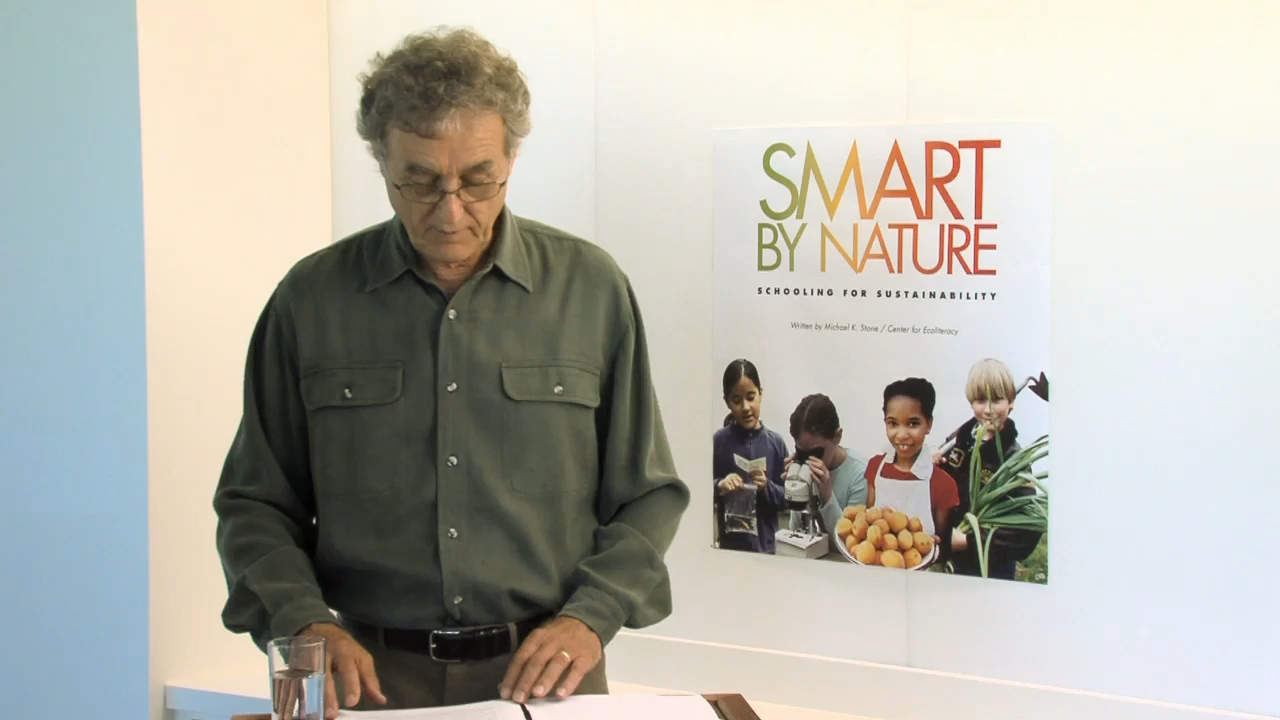 SMART
BY NATURE
SCHOOLING FOR SUSTAINABILITY
Written by Michael K. Stone / Center for Ecoliteracy